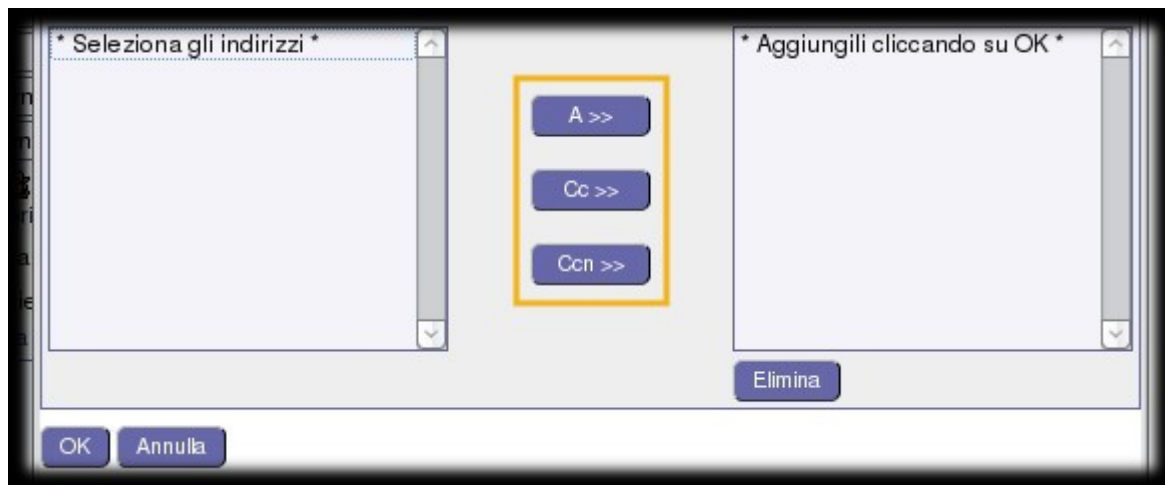 * Seleziona gli indirizzi *
* Aggiungili cliccando su OK *
A >>
Cc >>
Ccn >>
Elimina
OK
Annulla